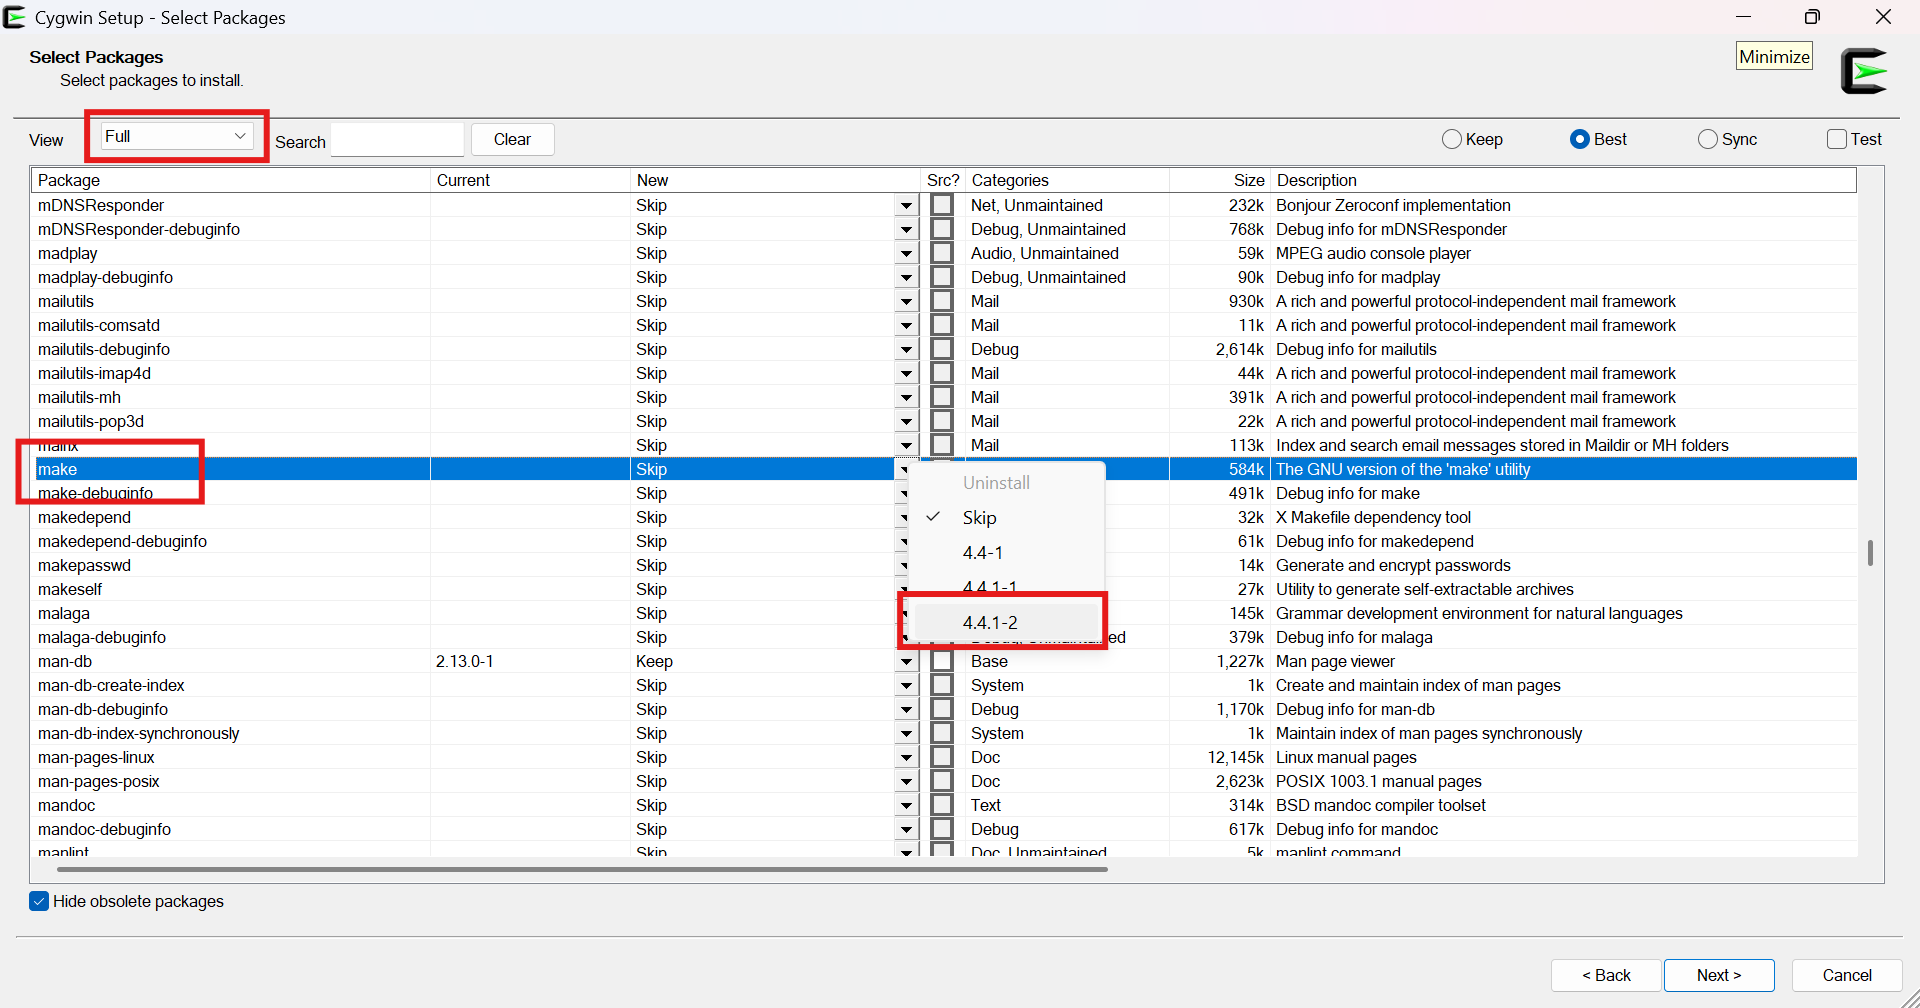 Cygwin Setup - Select Packages
Select Packages
Select packages to install.
Minimize
View Full Search Clear Keep Best Sync Test
Package Current New Src? Categories Size Description
mDNSResponder Skip Net, Unmaintained 232k Bonjour Zeroconf implementation
mDNSResponder-debuginfo Skip Debug, Unmaintained 768k Debug info for mDNSResponder
madplay Skip Audio, Unmaintained 59k MPEG audio console player
madplay-debuginfo Skip Debug, Unmaintained 90k Debug info for madplay
mailutils Skip Mail 930k A rich and powerful protocol-independent mail framework
mailutils-comsatd Skip Mail 11k A rich and powerful protocol-independent mail framework
mailutils-debuginfo Skip Debug 2,614k Debug info for mailutils
mailutils-imap4d Skip Mail 44k A rich and powerful protocol-independent mail framework
mailutils-mh Skip Mail 391k A rich and powerful protocol-independent mail framework
mailutils-pop3d Skip Mail 22k A rich and powerful protocol-independent mail framework
Skip Mail 113k Index and search email messages stored in Maildir or MH folders
make Skip 584k The GNU version of the 'make' utility
Uninstall
make-debuginfo Skip 491k Debug info for make
makedepend Skip Skip 32k X Makefile dependency tool
makedepend-debuginfo Skip 61k Debug info for makedepend
4.4-1
makepasswd Skip 14k Generate and encrypt passwords
makeself Skip 4.4.1-1 27k Utility to generate self-extractable archives
malaga Skip 145k Grammar development environment for natural languages
4.4.1-2
malaga-debuginfo Skip Debug, Unmaintained 379k Debug info for malaga
man-db 2.13.0-1 Keep Base 1,227k Man page viewer
man-db-create-index Skip System 1k Create and maintain index of man pages
man-db-debuginfo Skip Debug 1,170k Debug info for man-db
man-db-index-synchronously Skip System 1k Maintain index of man pages synchronously
man-pages-linux Skip Doc 12,145k Linux manual pages
man-pages-posix Skip Doc 2,623k POSIX 1003.1 manual pages
mandoc Skip Text 314k BSD mandoc compiler toolset
mandoc-debuginfo Skip Debug 617k Debug info for mandoc
manlint Skip Doc, Unmaintained 5k manlint command
Hide obsolete packages
< Back Next > Cancel